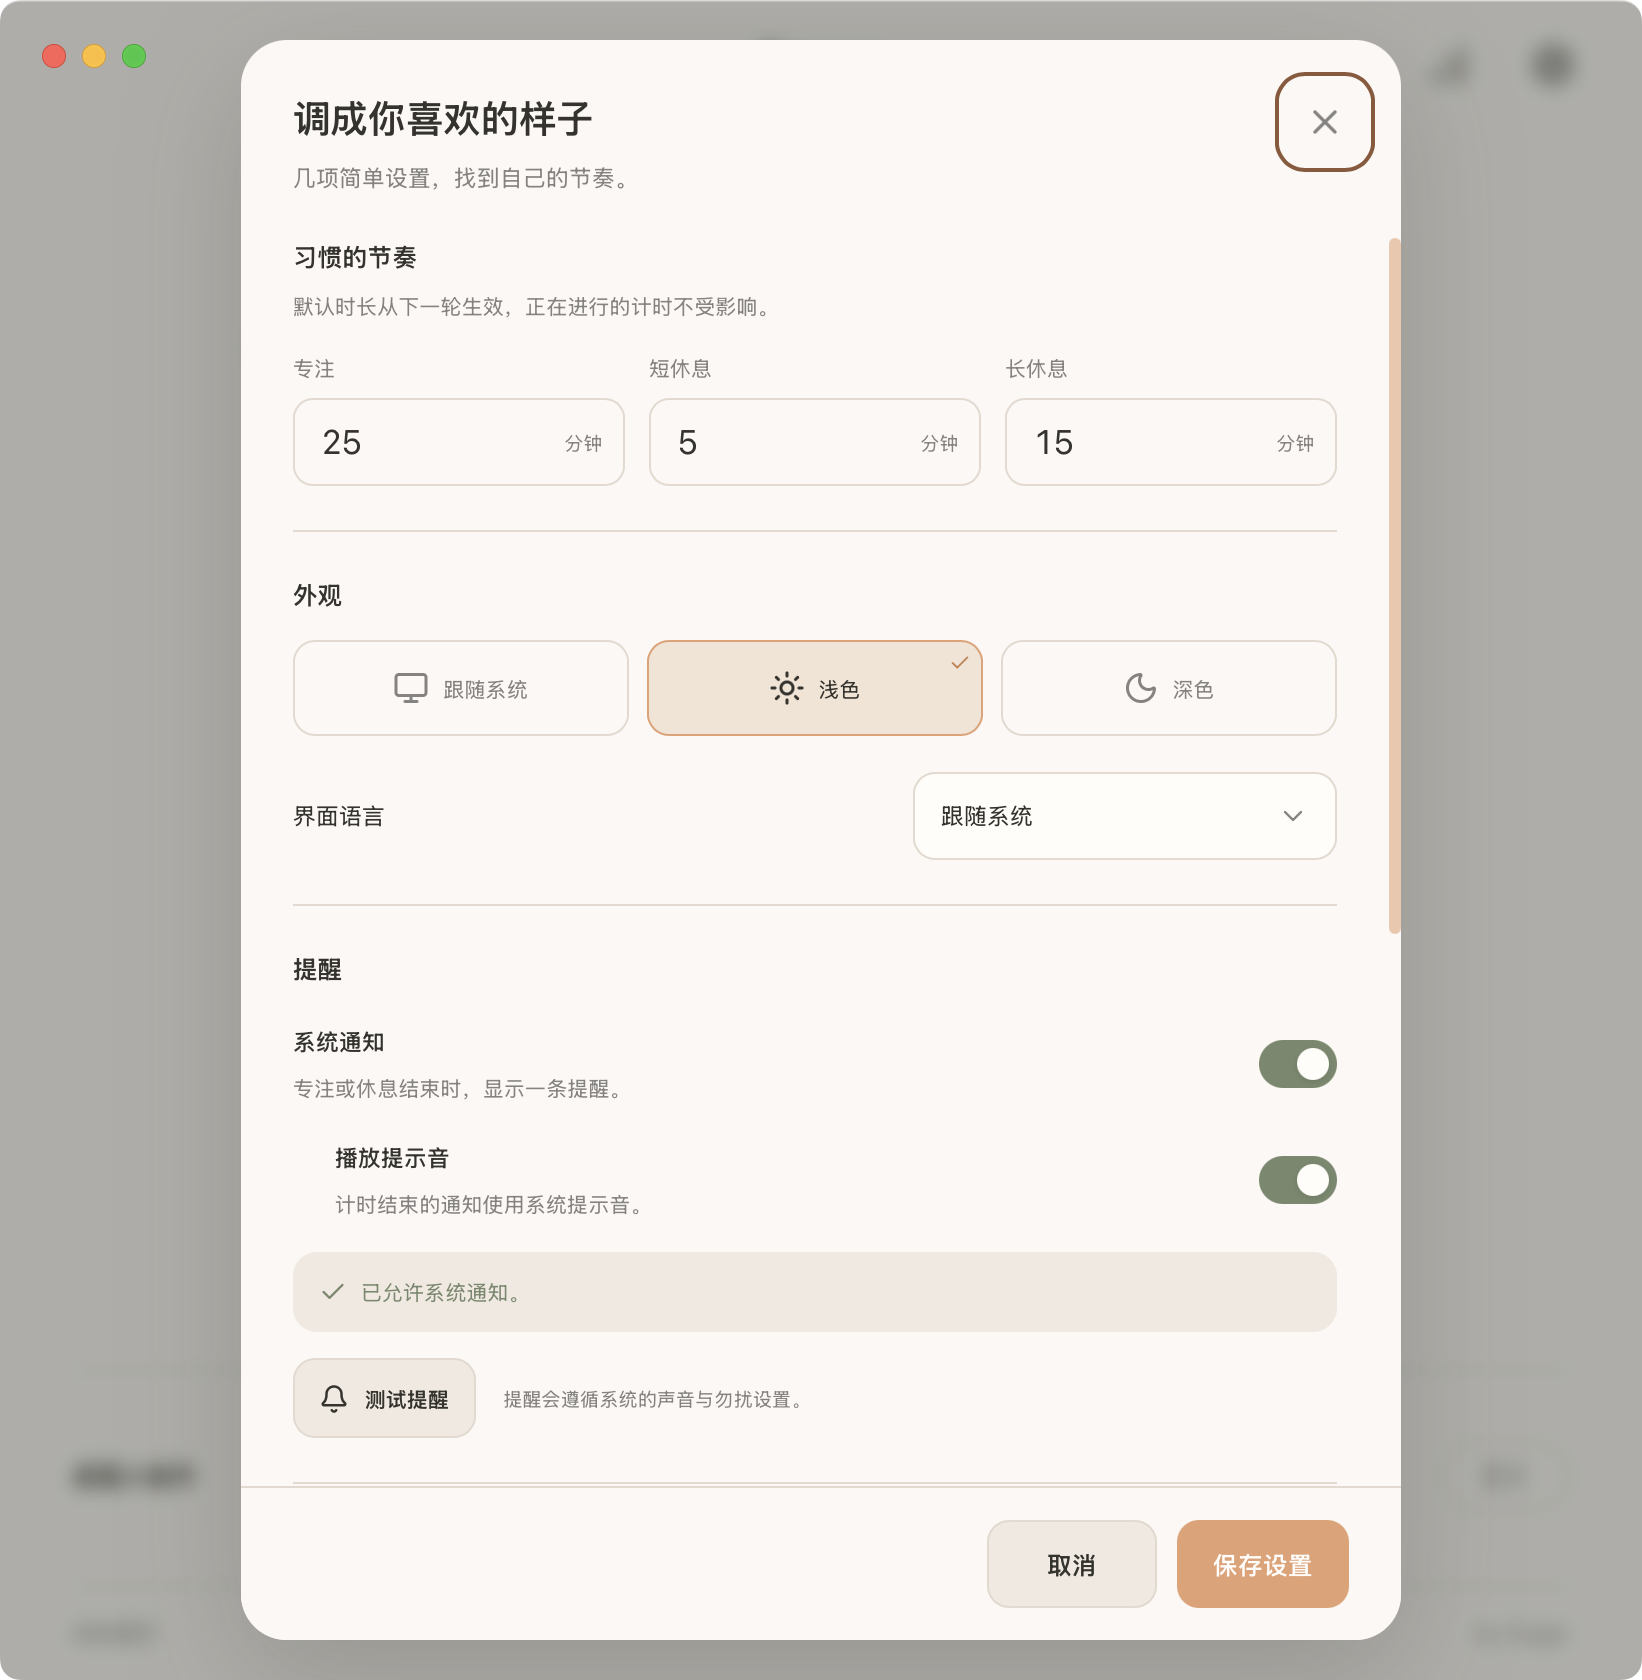 调成你喜欢的样子
几项简单设置，找到自己的节奏。
习惯的节奏
默认时长从下一轮生效，正在进行的计时不受影响。
专注 短休息 长休息
25 分钟 5 分钟 15 分钟
外观
跟随系统 浅色 深色
界面语言 跟随系统
提醒
系统通知
专注或休息结束时，显示一条提醒。
播放提示音
计时结束的通知使用系统提示音。
已允许系统通知。
测试提醒 提醒会遵循系统的声音与勿扰设置。
取消 保存设置